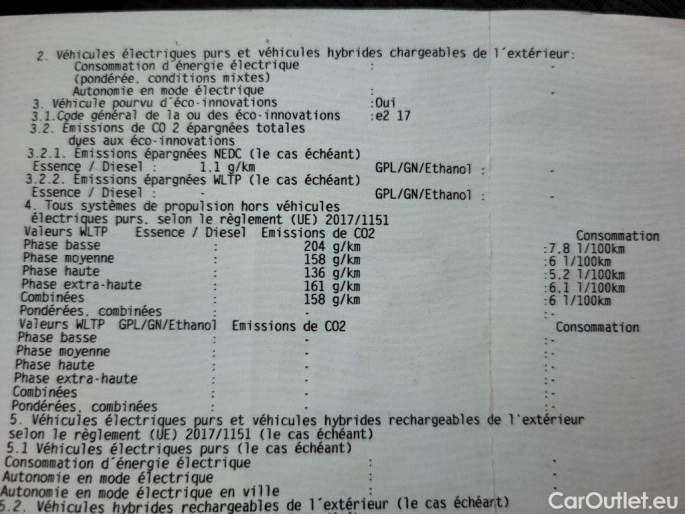 2. Véhicules électriques purs et véhicules hybrides chargeables de l'extérieur:
Consommation d'énergie électrique : -
(pondérée, conditions mixtes)
Autonomie en mode électrique : -
3. Véhicule pourvu d'éco-innovations :Oui
3.1.Code général de la ou des éco-innovations :e2 17
3.2. Emissions de CO 2 épargnées totales
dues aux éco-innovations
3.2.1. Emissions épargnées NEDC (le cas échéant)
Essence / Diesel : 1.1 g/km GPL/GN/Ethanol : -
3.2.2. Emissions épargnées WLTP (le cas échéant)
Essence / Diesel : - GPL/GN/Ethanol : -
4. Tous systèmes de propulsion hors véhicules
électriques purs, selon le règlement (UE) 2017/1151
Valeurs WLTP Essence / Diesel Emissions de CO2 Consommation
Phase basse : 204 g/km :7.8 l/100km
Phase moyenne : 158 g/km :6 l/100km
Phase haute : 136 g/km :5.2 l/100km
Phase extra-haute : 161 g/km :6.1 l/100km
Combinées : 158 g/km :6 l/100km
Pondérées, combinées : - :-
Valeurs WLTP GPL/GN/Ethanol Emissions de CO2 Consommation
Phase basse : - :-
Phase moyenne : - :-
Phase haute : - :-
Phase extra-haute : - :-
Combinées : - :-
Pondérées, combinées : - :-
5. Véhicules électriques purs et véhicules hybrides rechargeables de l'extérieur
selon le règlement (UE) 2017/1151 (le cas échéant)
5.1 Véhicules électriques purs (le cas échéant)
Consommation d'énergie électrique : -
Autonomie en mode électrique : -
Autonomie en mode électrique en ville : -
5.2. Véhicules hybrides rechargeables de l'extérieur (le cas échéant)
CarOutlet.eu